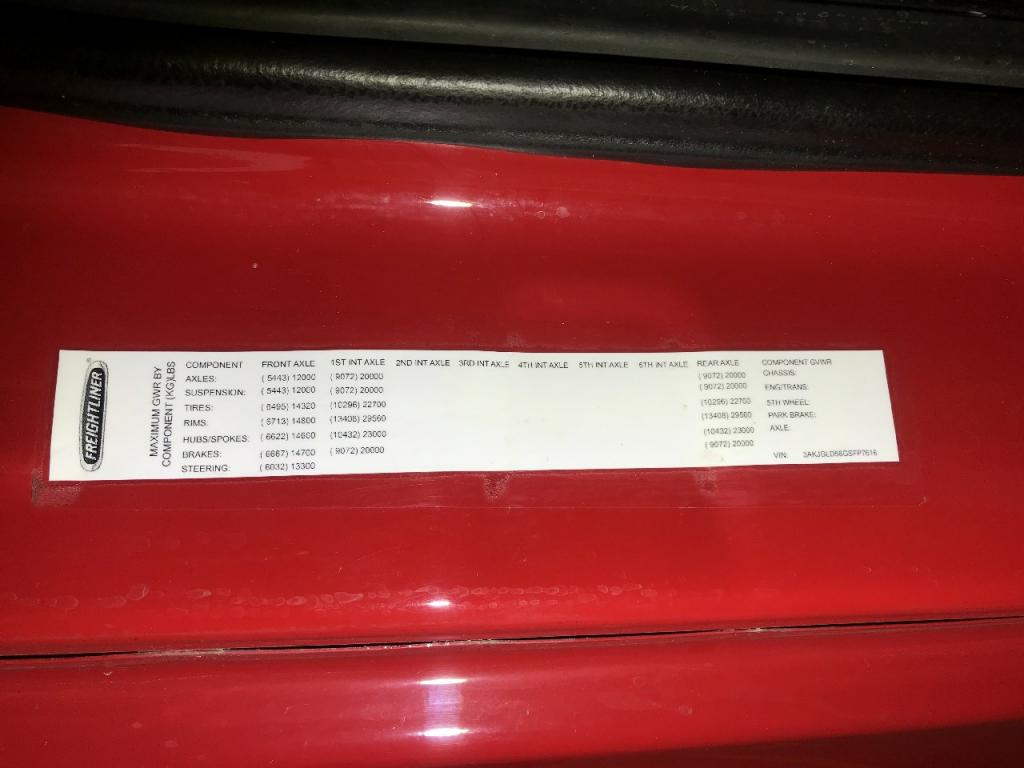 FREIGHTLINER
MAXIMUM GWR BY
COMPONENT (KG)LBS
COMPONENT FRONT AXLE 1ST INT AXLE 2ND INT AXLE 3RD INT AXLE 4TH INT AXLE 5TH INT AXLE 6TH INT AXLE REAR AXLE COMPONENT GVWR
AXLES: ( 5443) 12000 ( 9072) 20000 ( 9072) 20000 CHASSIS:
SUSPENSION: ( 5443) 12000 ( 9072) 20000 ( 9072) 20000 ENG/TRANS:
TIRES: ( 6495) 14320 (10296) 22700 (10296) 22700 5TH WHEEL:
RIMS: ( 6713) 14800 (13408) 29560 (13408) 29560 PARK BRAKE:
HUBS/SPOKES: ( 6622) 14600 (10432) 23000 (10432) 23000 AXLE:
BRAKES: ( 6667) 14700 ( 9072) 20000 ( 9072) 20000
STEERING: ( 6032) 13300
VIN: